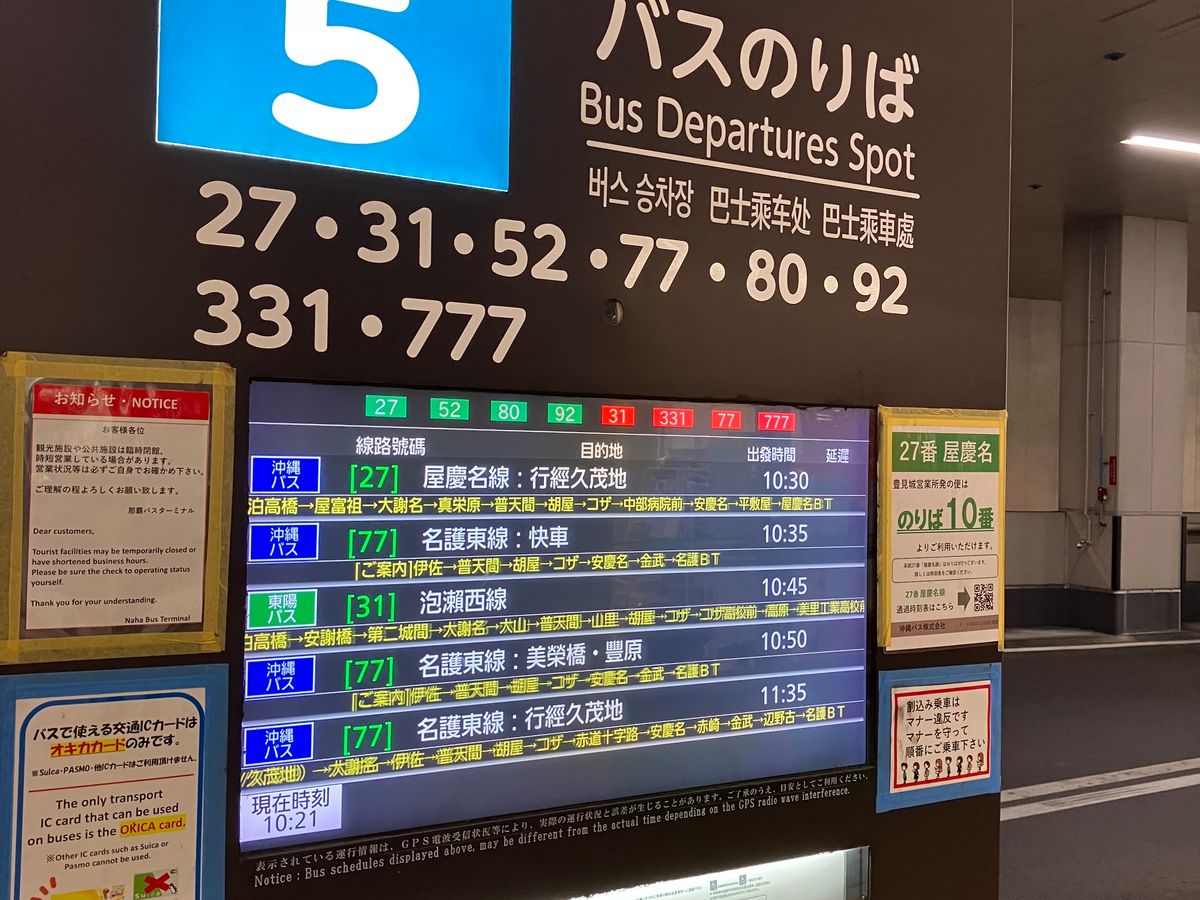 5
バスのりば
Bus Departures Spot
버스 승차장 巴士乘车处 巴士乘車處
27・31・52・77・80・92
331・777
お知らせ・NOTICE
お客様各位
観光施設や公共施設は臨時閉館、
時短営業している場合があります。
営業状況等は必ずご自身でお確かめ下さい。
ご理解の程よろしくお願い致します。
那覇バスターミナル
Dear customers,
Tourist facilities may be temporarily closed or
have shortened business hours.
Please be sure the check to operating status
yourself.
Thank you for your understanding.
Naha Bus Terminal
27 52 80 92 31 331 77 777
線路號碼 目的地 出發時間 延遲
沖縄バス [27] 屋慶名線：行經久茂地 10:30
泊高橋→屋富祖→大謝名→真栄原→普天間→胡屋→コザ→中部病院前→安慶名→平敷屋→屋慶名BT
沖縄バス [77] 名護東線：快車 10:35
[ご案内]伊佐→普天間→胡屋→コザ→安慶名→金武→名護BT
東陽バス [31] 泡瀬西線 10:45
泊高橋→安謝橋→第二城間→大謝名→大山→普天間→山里→胡屋→コザ→コザ高校前→高原→美里工業高校前
沖縄バス [77] 名護東線：美榮橋・豐原 10:50
[ご案内]伊佐→普天間→胡屋→コザ→安慶名→金武→名護BT
沖縄バス [77] 名護東線：行經久茂地 11:35
久茂地）→大謝名→伊佐→普天間→胡屋→コザ→赤道十字路→安慶名→赤崎→金武→辺野古→名護BT
現在時刻
10:21
表示されている運行情報は、GPS電波受信状況等により、実際の運行状況と誤差が生じることがあります。ご了承のうえ、目安としてご利用ください。
Notice : Bus schedules displayed above, may be different from the actual time depending on the GPS radio wave interference.
27番 屋慶名
豊見城営業所発の便は
のりば10番
よりご利用いただけます。
27番 屋慶名線
通過時刻表はこちら
沖縄バス株式会社
割込み乗車は
マナー違反です
マナーを守って
順番にご乗車下さい
バスで使える交通ICカードは
オキカカードのみです。
※Suica・PASMO・他ICカードはご利用頂けません。
The only transport
IC card that can be used
on buses is the OKICA card.
※Other IC cards such as Suica or
Pasmo cannot be used.